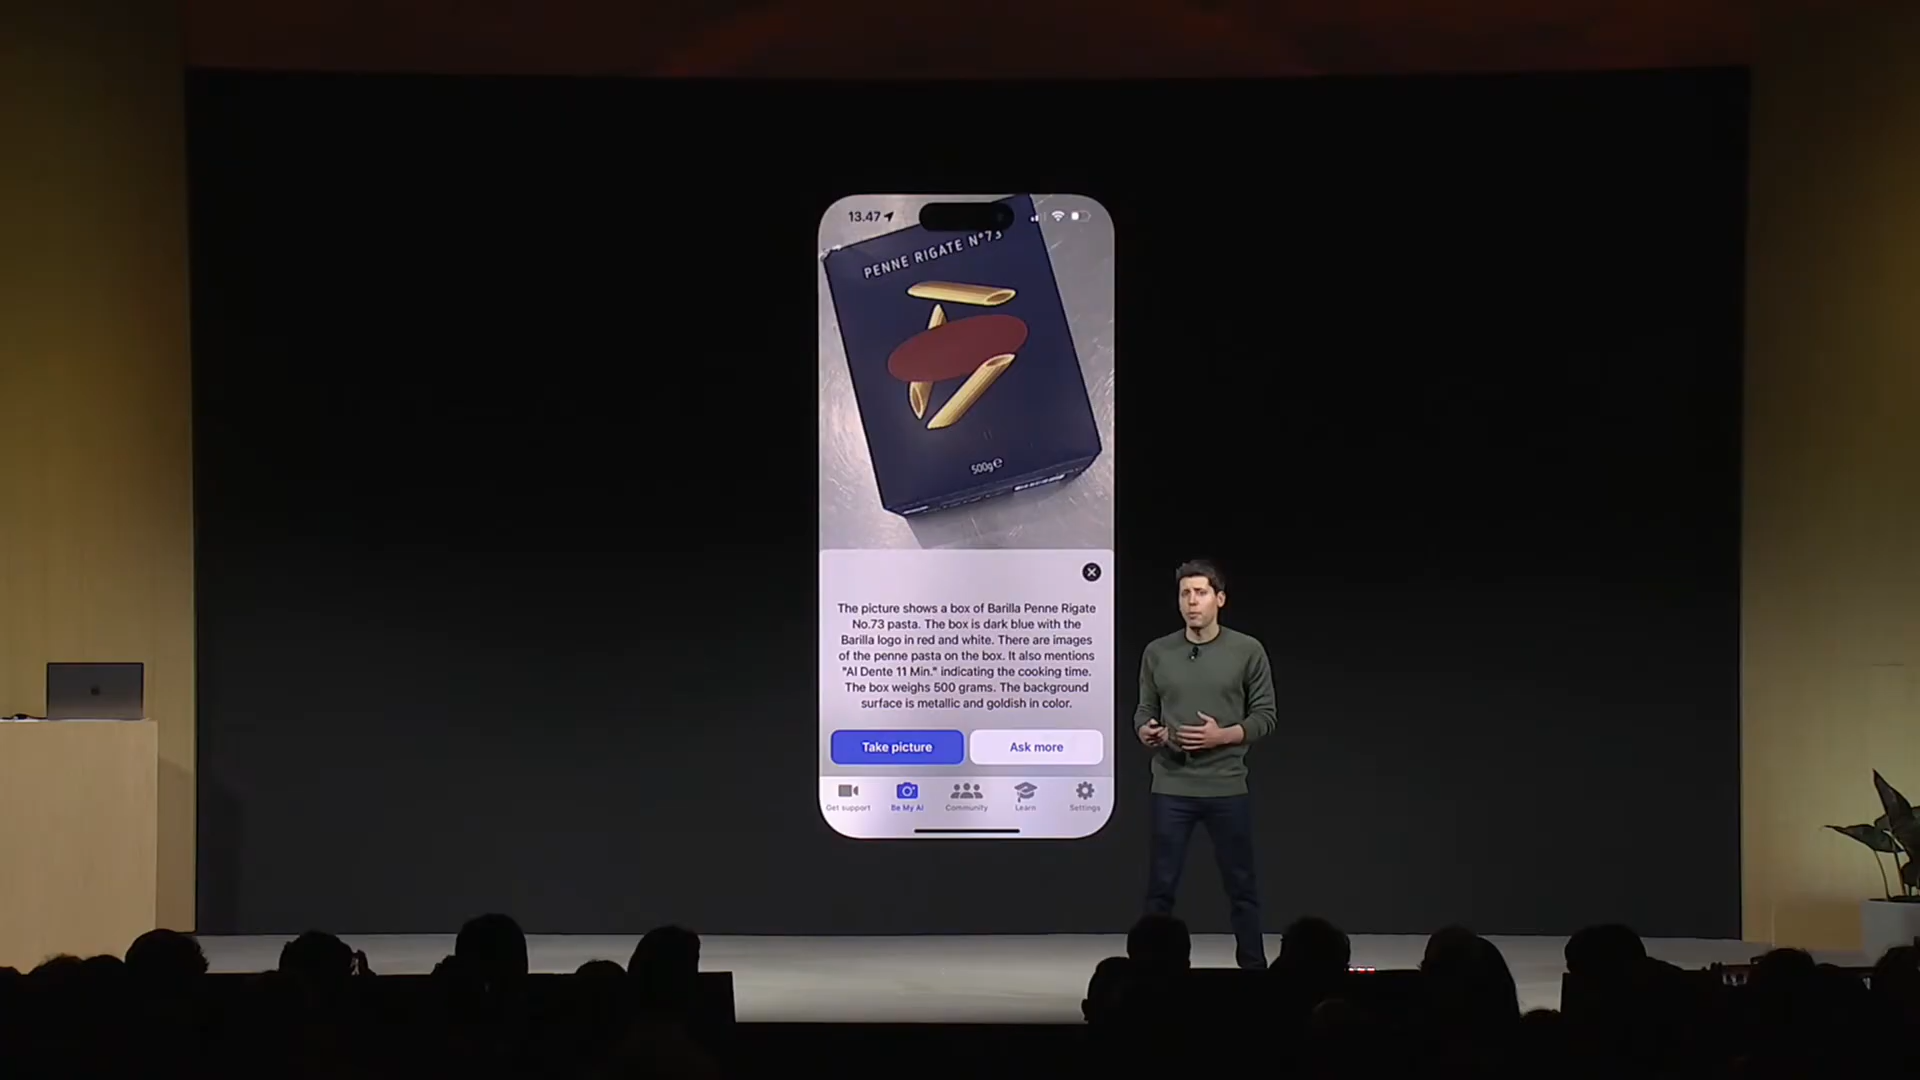 13.47
PENNE RIGATE N°73
500g℮
The picture shows a box of Barilla Penne Rigate
No.73 pasta. The box is dark blue with the
Barilla logo in red and white. There are images
of the penne pasta on the box. It also mentions
"Al Dente 11 Min." indicating the cooking time.
The box weighs 500 grams. The background
surface is metallic and goldish in color.
Take picture
Ask more
Get support
Be My AI
Community
Learn
Settings